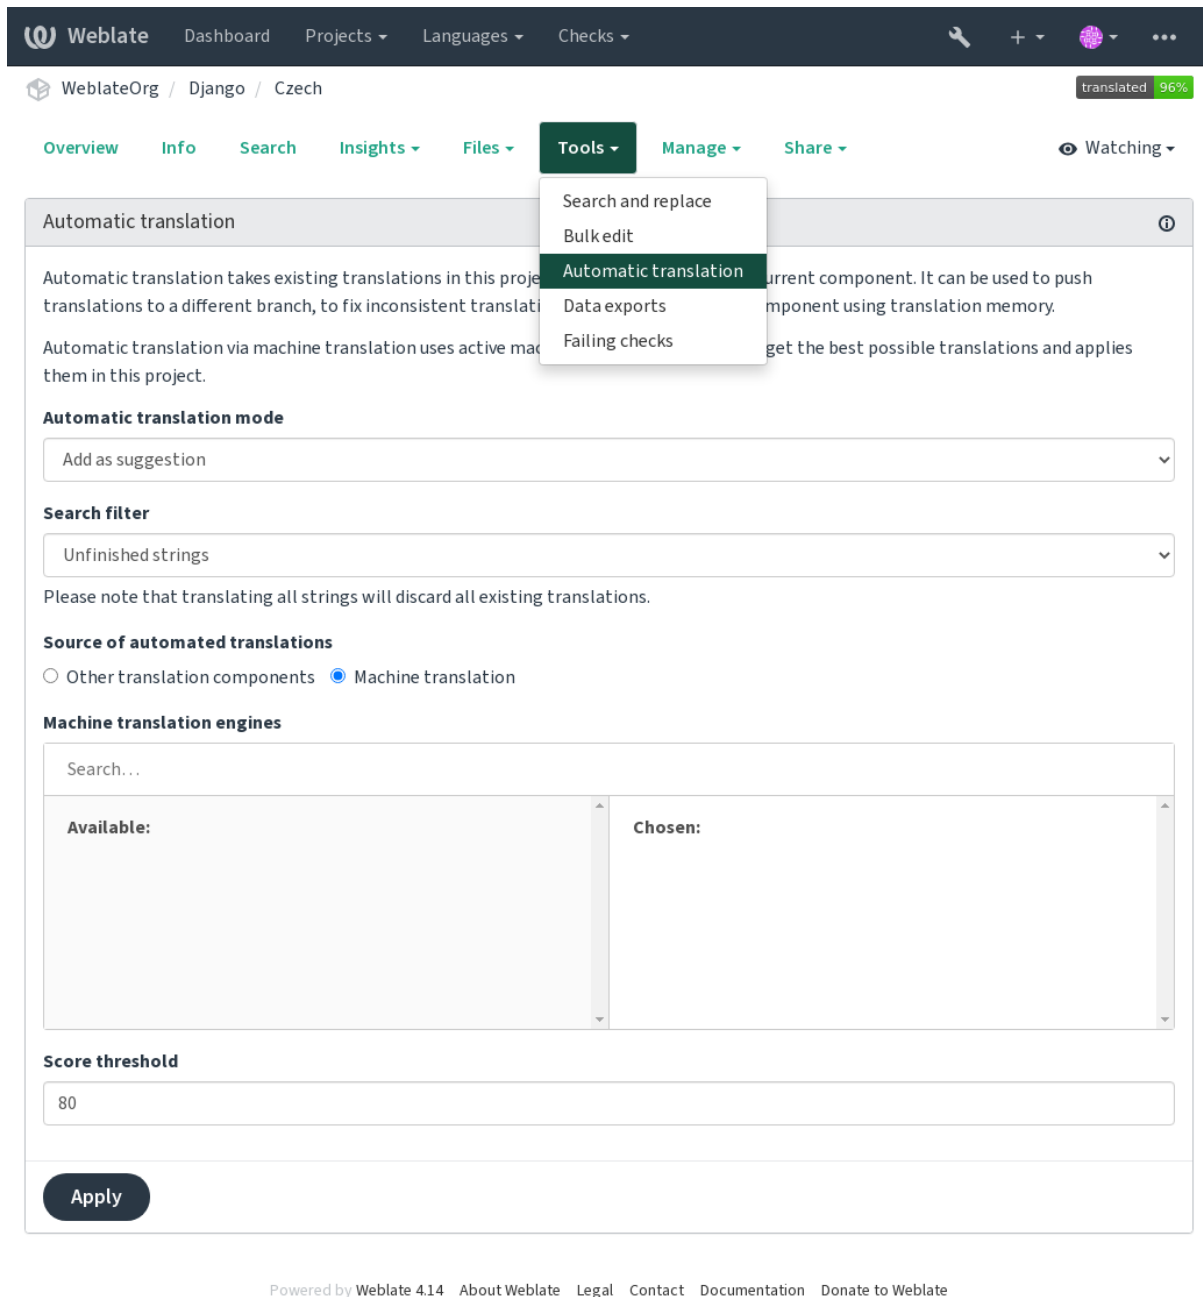 Weblate Dashboard Projects Languages Checks
WeblateOrg / Django / Czech translated 96%
Overview Info Search Insights Files Tools Manage Share Watching
Search and replace
Bulk edit
Automatic translation
Data exports
Failing checks
Automatic translation
Automatic translation takes existing translations in this proje urrent component. It can be used to push
translations to a different branch, to fix inconsistent translati mponent using translation memory.
Automatic translation via machine translation uses active mac get the best possible translations and applies
them in this project.
Automatic translation mode
Add as suggestion
Search filter
Unfinished strings
Please note that translating all strings will discard all existing translations.
Source of automated translations
Other translation components Machine translation
Machine translation engines
Search...
Available: Chosen:
Score threshold
80
Apply
Powered by Weblate 4.14 About Weblate Legal Contact Documentation Donate to Weblate